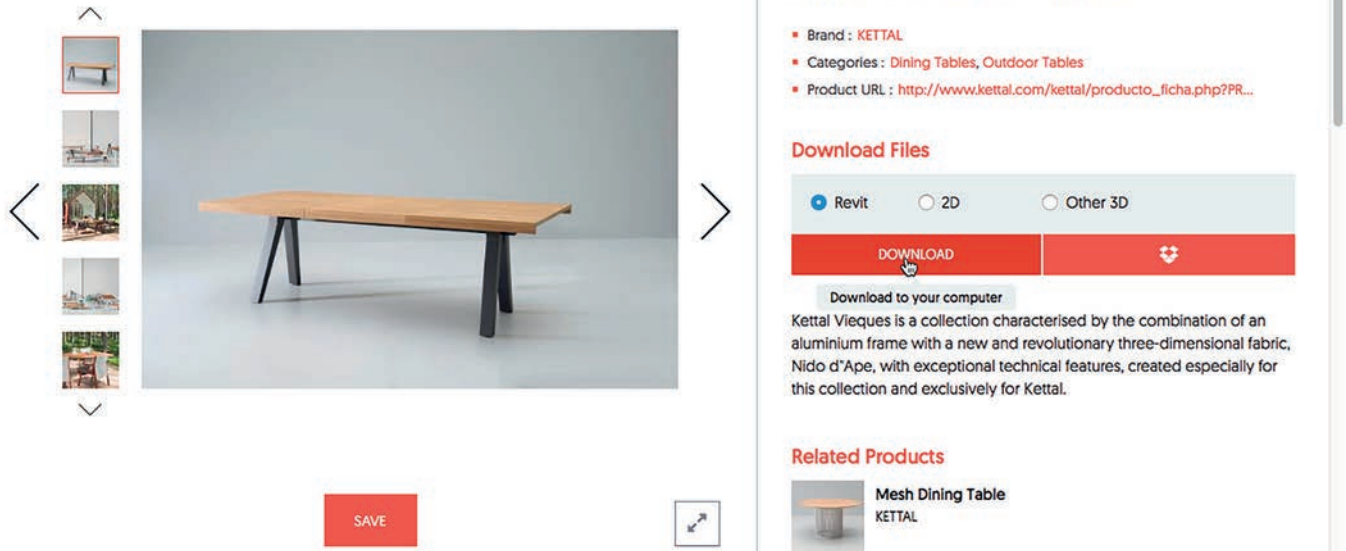 Brand : KETTAL
Categories : Dining Tables, Outdoor Tables
Product URL : http://www.kettal.com/kettal/producto_ficha.php?PR...
Download Files
Revit 2D Other 3D
DOWNLOAD
Download to your computer
Kettal Vieques is a collection characterised by the combination of an
aluminium frame with a new and revolutionary three-dimensional fabric,
Nido d"Ape, with exceptional technical features, created especially for
this collection and exclusively for Kettal.
Related Products
Mesh Dining Table
KETTAL
SAVE